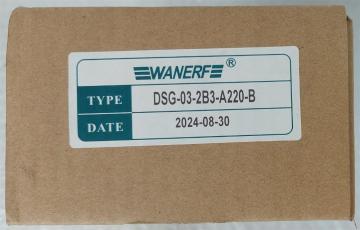 WANERF®
TYPE DSG-03-2B3-A220-B
DATE 2024-08-30